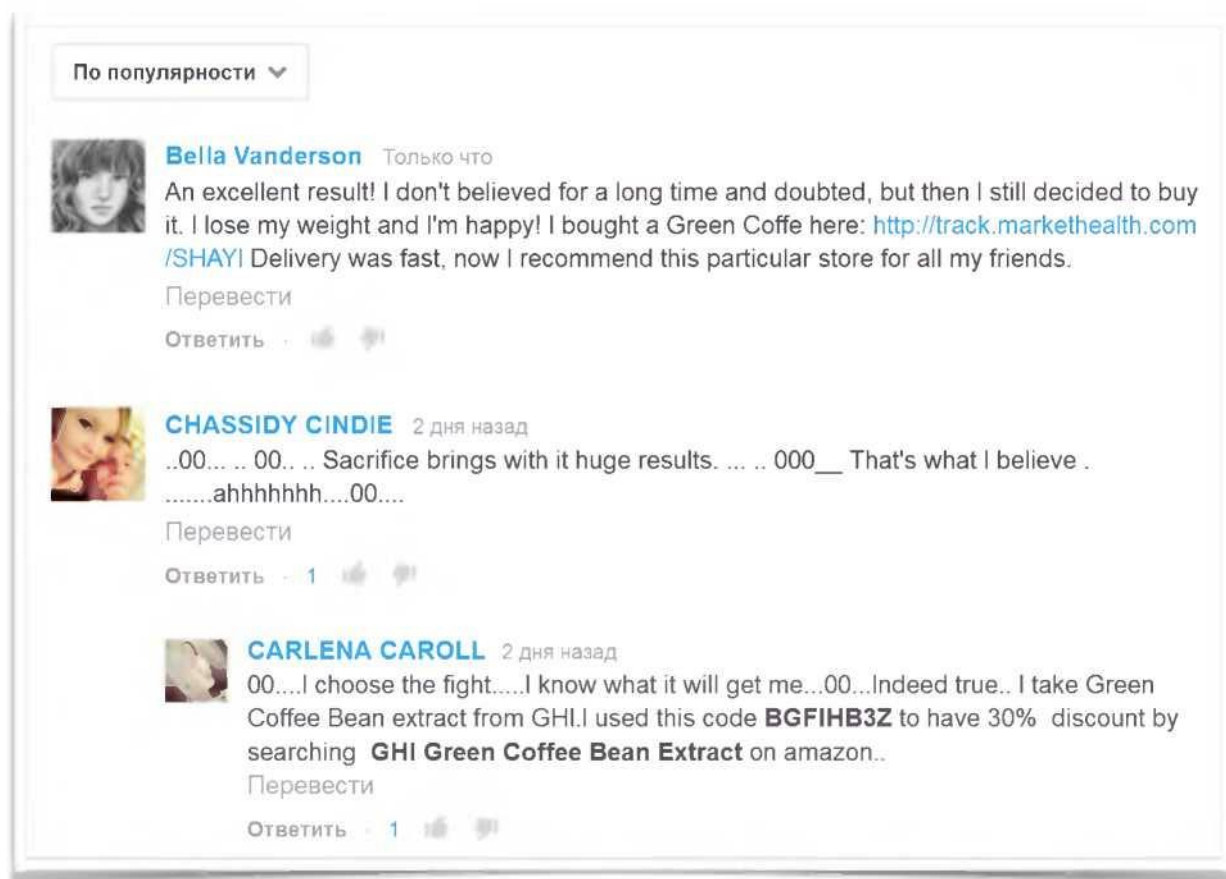 По популярности
Bella Vanderson Только что
An excellent result! I don't believed for a long time and doubted, but then I still decided to buy
it. I lose my weight and I'm happy! I bought a Green Coffe here: http://track.markethealth.com
/SHAYI Delivery was fast, now I recommend this particular store for all my friends.
Перевести
Ответить ·
CHASSIDY CINDIE 2 дня назад
..00... .. 00.. .. Sacrifice brings with it huge results. ... .. 000__ That's what I believe .
.......ahhhhhhh....00....
Перевести
Ответить · 1
CARLENA CAROLL 2 дня назад
00....I choose the fight.....I know what it will get me...00...Indeed true.. I take Green
Coffee Bean extract from GHI.I used this code BGFIHB3Z to have 30% discount by
searching GHI Green Coffee Bean Extract on amazon..
Перевести
Ответить · 1